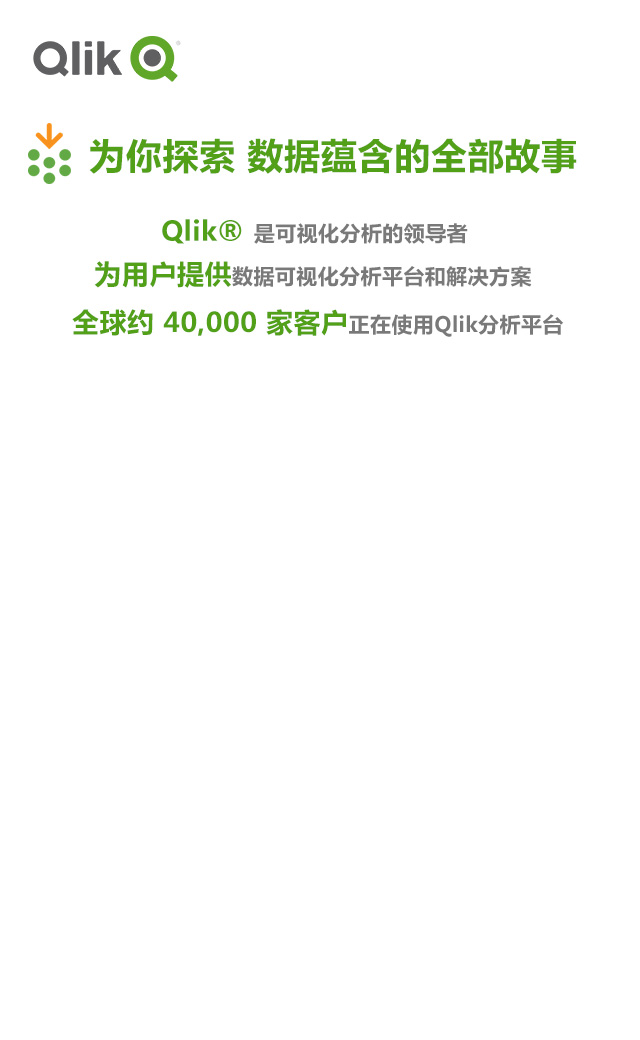 Qlik
为你探索 数据蕴含的全部故事
Qlik® 是可视化分析的领导者
为用户提供数据可视化分析平台和解决方案
全球约 40,000 家客户正在使用Qlik分析平台